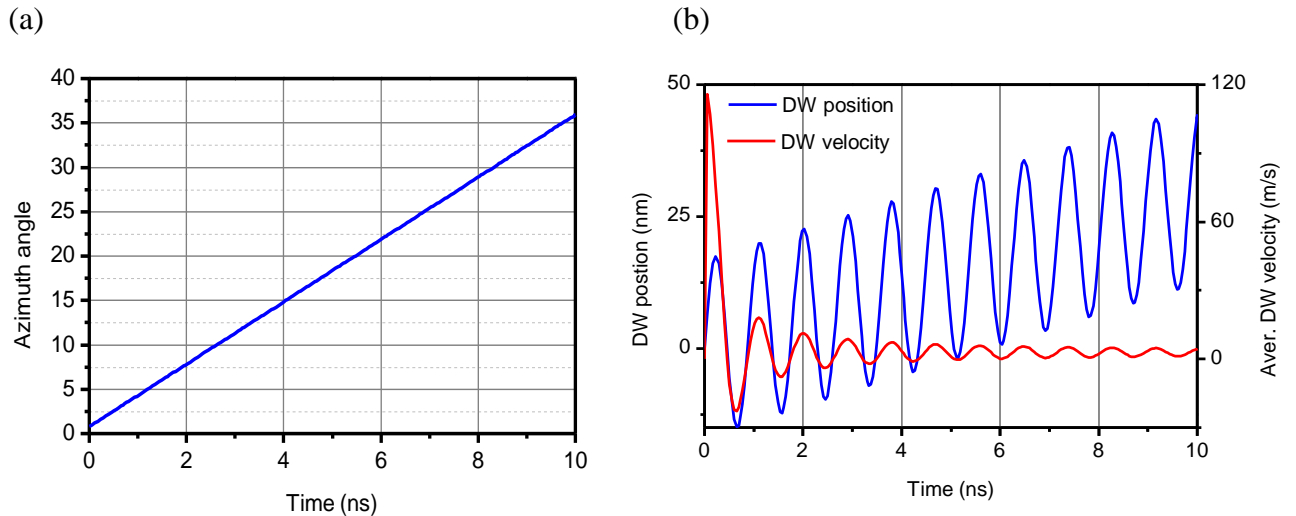 (a)
(b)
Azimuth angle
40
35
30
25
20
15
10
5
0
0 2 4 6 8 10
Time (ns)
DW postion (nm)
50
25
0
DW position
DW velocity
120
60
0
Aver. DW velocity (m/s)
0 2 4 6 8 10
Time (ns)